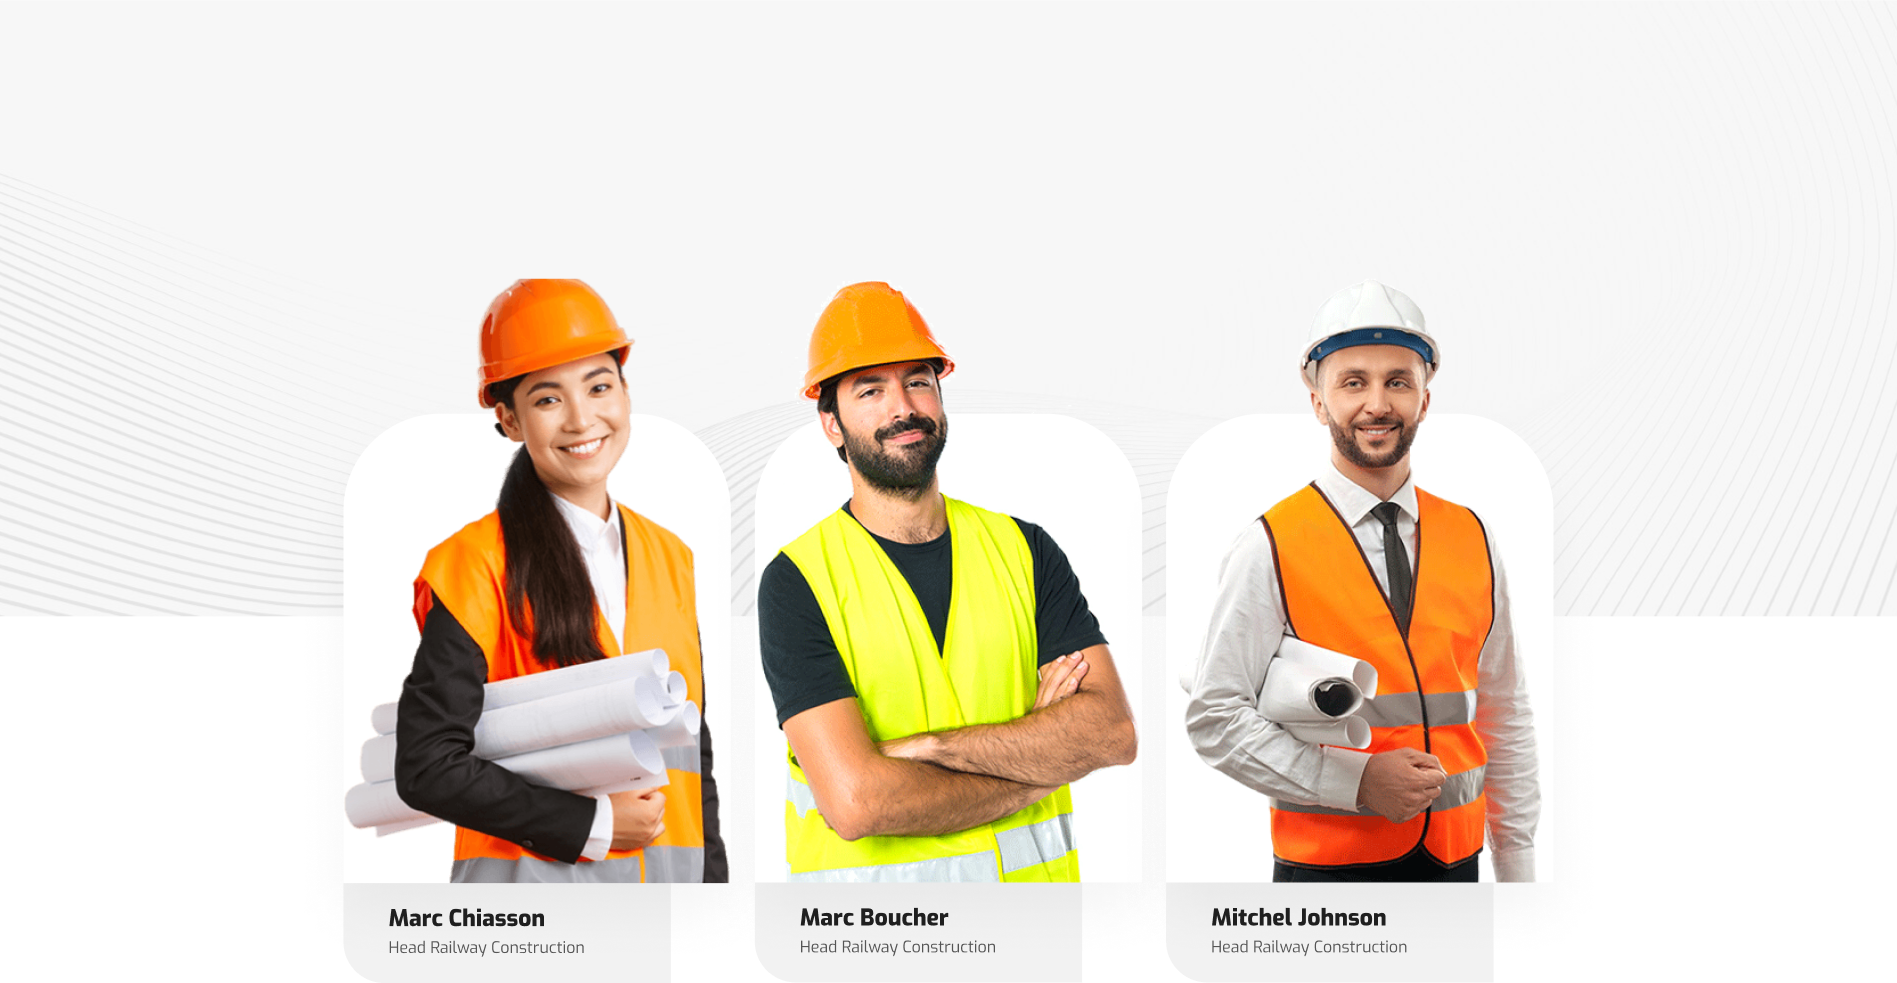 Marc Chiasson
Head Railway Construction
Marc Boucher
Head Railway Construction
Mitchel Johnson
Head Railway Construction